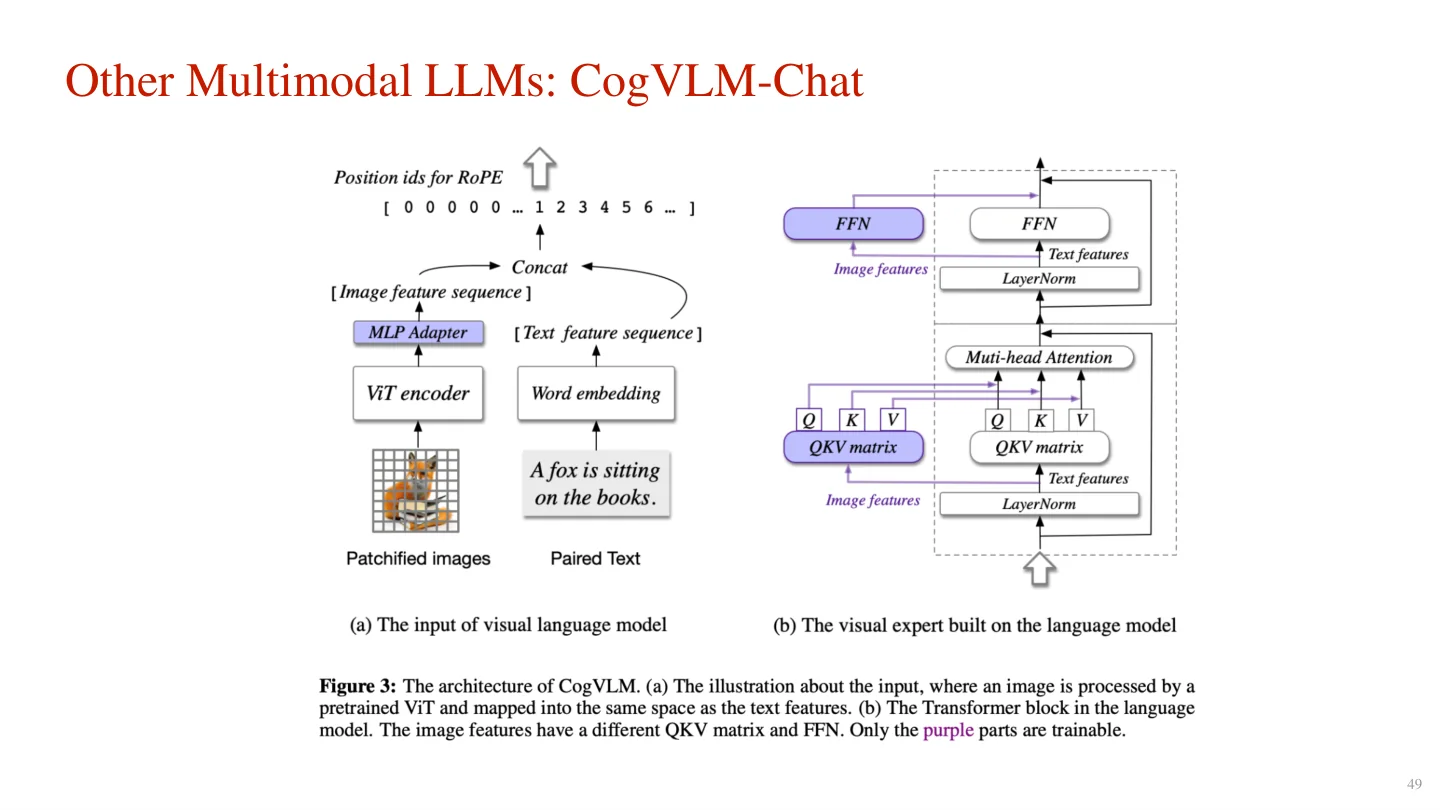 Other Multimodal LLMs: CogVLM-Chat
Position ids for RoPE
[ 0 0 0 0 0 ... 1 2 3 4 5 6 ... ]
Concat
[Image feature sequence]
MLP Adapter
[Text feature sequence]
ViT encoder
Word embedding
A fox is sitting
on the books.
Patchified images
Paired Text
(a) The input of visual language model
FFN
FFN
Image features
Text features
LayerNorm
Muti-head Attention
Q K V
Q K V
QKV matrix
QKV matrix
Image features
Text features
LayerNorm
(b) The visual expert built on the language model
Figure 3: The architecture of CogVLM. (a) The illustration about the input, where an image is processed by a
pretrained ViT and mapped into the same space as the text features. (b) The Transformer block in the language
model. The image features have a different QKV matrix and FFN. Only the purple parts are trainable.
49